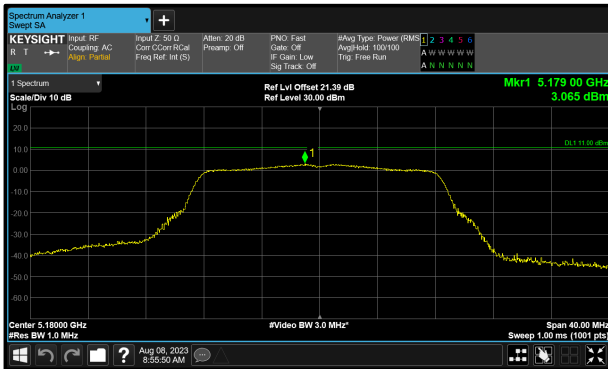 Spectrum Analyzer 1
Swept SA
KEYSIGHT
R T
LXI
Input: RF
Coupling: AC
Align: Partial
Input Z: 50 Ω
Corr CCorr RCal
Freq Ref: Int (S)
Atten: 20 dB
Preamp: Off
PNO: Fast
Gate: Off
IF Gain: Low
Sig Track: Off
#Avg Type: Power (RMS
Avg|Hold: 100/100
Trig: Free Run
1 2 3 4 5 6
A W W W W W
A N N N N N
1 Spectrum
Scale/Div 10 dB
Log
Ref Lvl Offset 21.39 dB
Ref Level 30.00 dBm
Mkr1 5.179 00 GHz
3.065 dBm
20.0
10.0
0.00
-10.0
-20.0
-30.0
-40.0
-50.0
-60.0
1
DL1 11.00 dBm
Center 5.18000 GHz
#Res BW 1.0 MHz
#Video BW 3.0 MHz*
Span 40.00 MHz
Sweep 1.00 ms (1001 pts)
?
Aug 08, 2023
8:55:50 AM